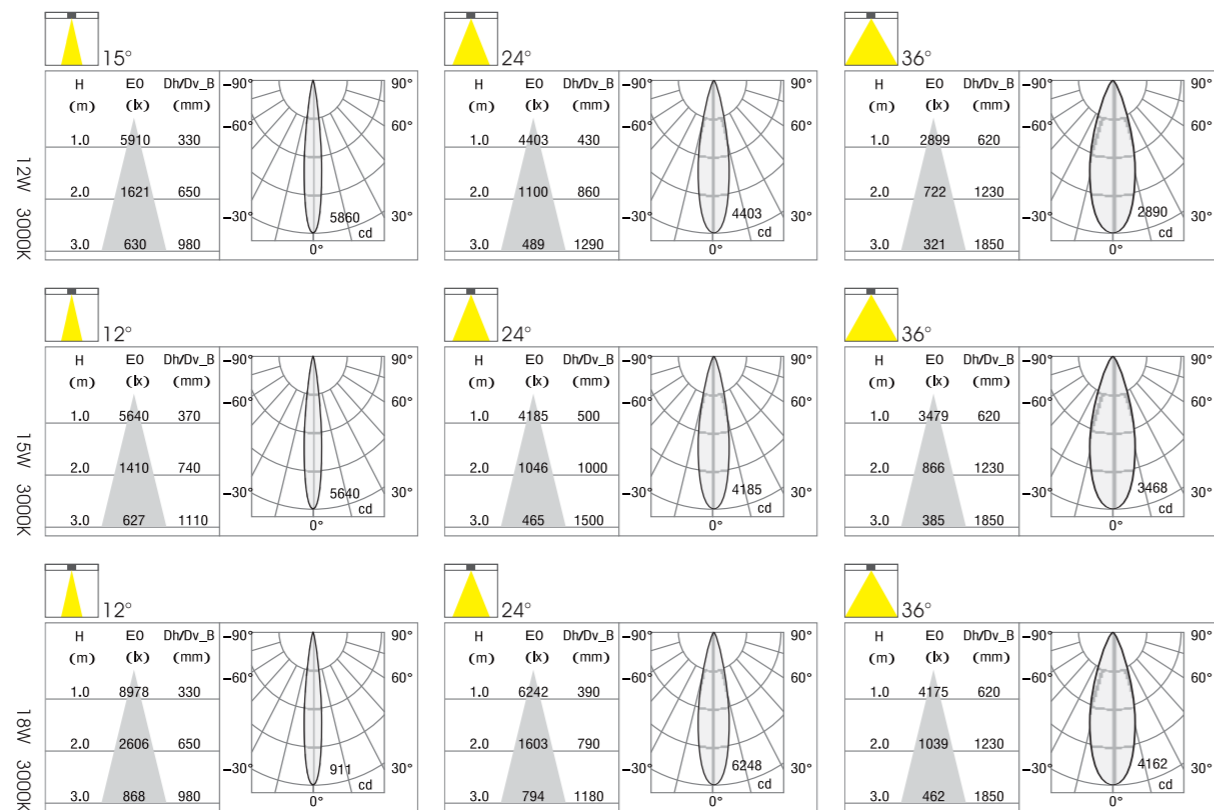 15°
H E0 Dh/Dv_B
(m) (lx) (mm)
1.0 5910 330
2.0 1621 650
3.0 630 980
−90° 90°
−60° 60°
−30° 30°
5860
cd
0°
24°
H E0 Dh/Dv_B
(m) (lx) (mm)
1.0 4403 430
2.0 1100 860
3.0 489 1290
−90° 90°
−60° 60°
−30° 30°
4403
cd
0°
36°
H E0 Dh/Dv_B
(m) (lx) (mm)
1.0 2899 620
2.0 722 1230
3.0 321 1850
−90° 90°
−60° 60°
−30° 30°
2890
cd
0°
12W 3000K
12°
H E0 Dh/Dv_B
(m) (lx) (mm)
1.0 5640 370
2.0 1410 740
3.0 627 1110
−90° 90°
−60° 60°
−30° 30°
5640
cd
0°
24°
H E0 Dh/Dv_B
(m) (lx) (mm)
1.0 4185 500
2.0 1046 1000
3.0 465 1500
−90° 90°
−60° 60°
−30° 30°
4185
cd
0°
36°
H E0 Dh/Dv_B
(m) (lx) (mm)
1.0 3479 620
2.0 866 1230
3.0 385 1850
−90° 90°
−60° 60°
−30° 30°
3468
cd
0°
15W 3000K
12°
H E0 Dh/Dv_B
(m) (lx) (mm)
1.0 8978 330
2.0 2606 650
3.0 868 980
−90° 90°
−60° 60°
−30° 30°
911
cd
0°
24°
H E0 Dh/Dv_B
(m) (lx) (mm)
1.0 6242 390
2.0 1603 790
3.0 794 1180
−90° 90°
−60° 60°
−30° 30°
6248
cd
0°
36°
H E0 Dh/Dv_B
(m) (lx) (mm)
1.0 4175 620
2.0 1039 1230
3.0 462 1850
−90° 90°
−60° 60°
−30° 30°
4162
cd
0°
18W 3000K